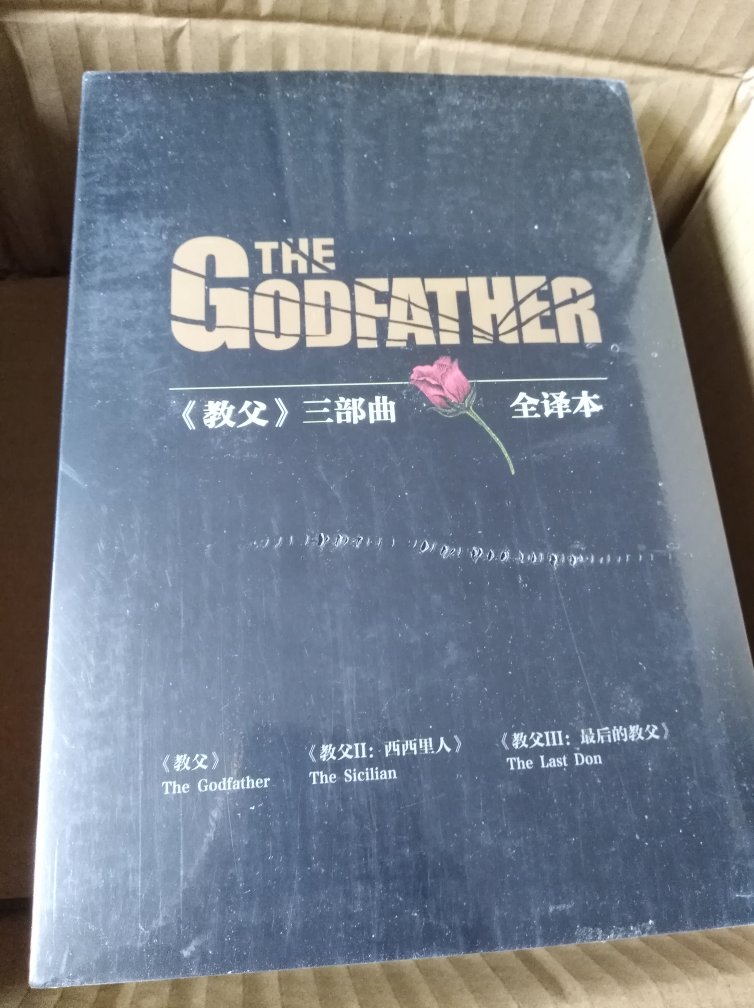 THE
GODFATHER
《教父》三部曲 全译本
《教父》 《教父II：西西里人》 《教父III：最后的教父》
The Godfather The Sicilian The Last Don